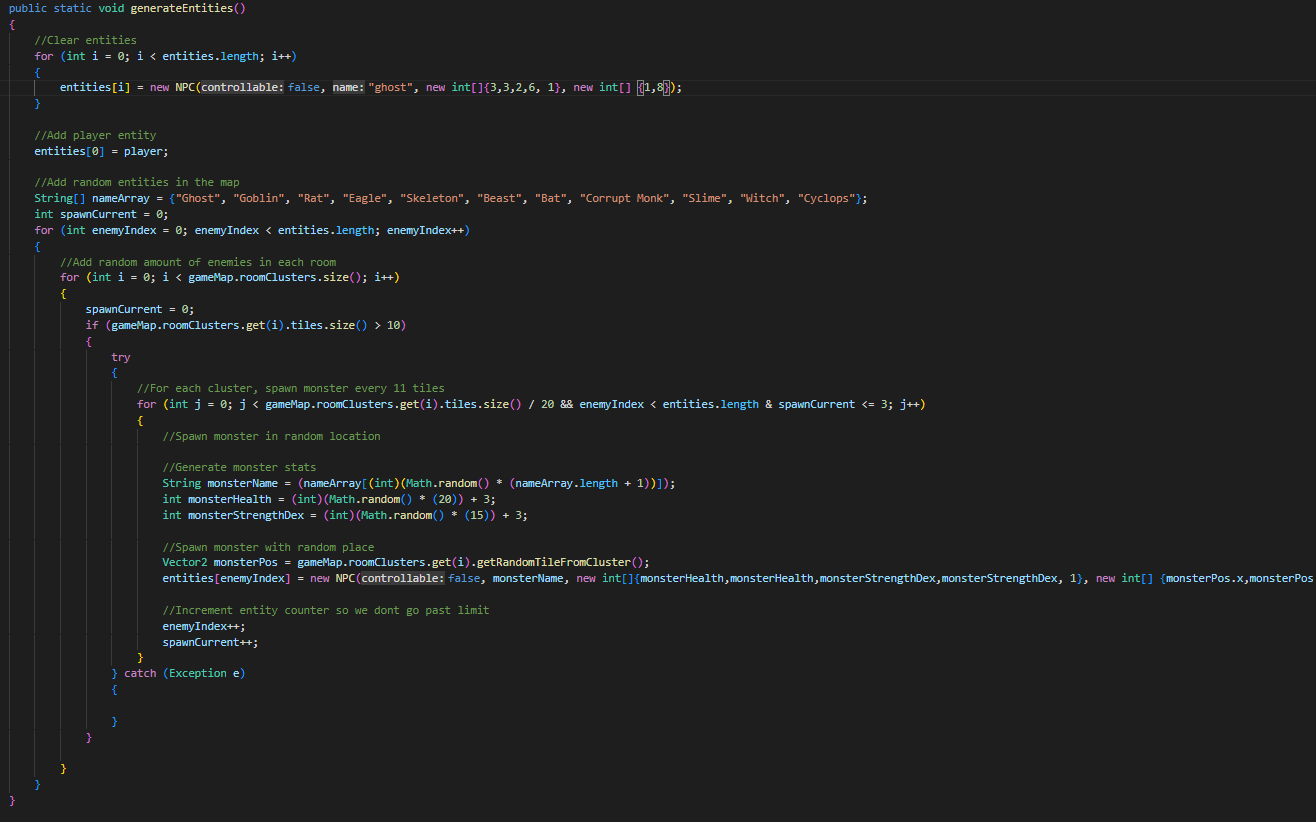 public static void generateEntities()
{
    //Clear entities
    for (int i = 0; i < entities.length; i++)
    {
        entities[i] = new NPC(controllable: false, name: "ghost", new int[]{3,3,2,6, 1}, new int[] {1,8});
    }

    //Add player entity
    entities[0] = player;

    //Add random entities in the map
    String[] nameArray = {"Ghost", "Goblin", "Rat", "Eagle", "Skeleton", "Beast", "Bat", "Corrupt Monk", "Slime", "Witch", "Cyclops"};
    int spawnCurrent = 0;
    for (int enemyIndex = 0; enemyIndex < entities.length; enemyIndex++)
    {
        //Add random amount of enemies in each room
        for (int i = 0; i < gameMap.roomClusters.size(); i++)
        {
            spawnCurrent = 0;
            if (gameMap.roomClusters.get(i).tiles.size() > 10)
            {
                try
                {
                    //For each cluster, spawn monster every 11 tiles
                    for (int j = 0; j < gameMap.roomClusters.get(i).tiles.size() / 20 && enemyIndex < entities.length & spawnCurrent <= 3; j++)
                    {
                        //Spawn monster in random location

                        //Generate monster stats
                        String monsterName = (nameArray[(int)(Math.random() * (nameArray.length + 1))]);
                        int monsterHealth = (int)(Math.random() * (20)) + 3;
                        int monsterStrengthDex = (int)(Math.random() * (15)) + 3;

                        //Spawn monster with random place
                        Vector2 monsterPos = gameMap.roomClusters.get(i).getRandomTileFromCluster();
                        entities[enemyIndex] = new NPC(controllable: false, monsterName, new int[]{monsterHealth,monsterHealth,monsterStrengthDex,monsterStrengthDex, 1}, new int[] {monsterPos.x,monsterPos

                        //Increment entity counter so we dont go past limit
                        enemyIndex++;
                        spawnCurrent++;
                    }
                } catch (Exception e)
                {

                }
            }

        }
    }
}